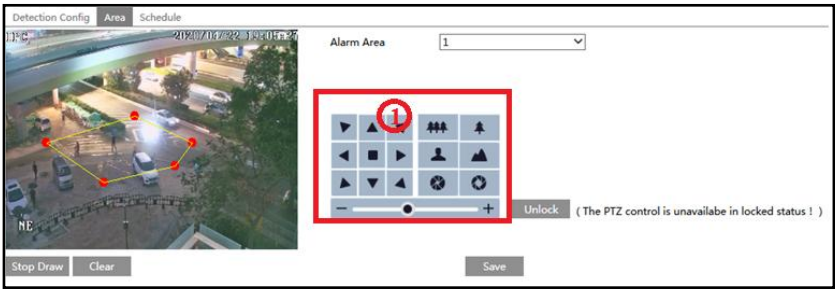 Detection Config Area Schedule
IPC 2020/04/22 19:05:27
Alarm Area 1
1
NE
− +
Unlock ( The PTZ control is unavailabe in locked status ! )
Stop Draw Clear Save